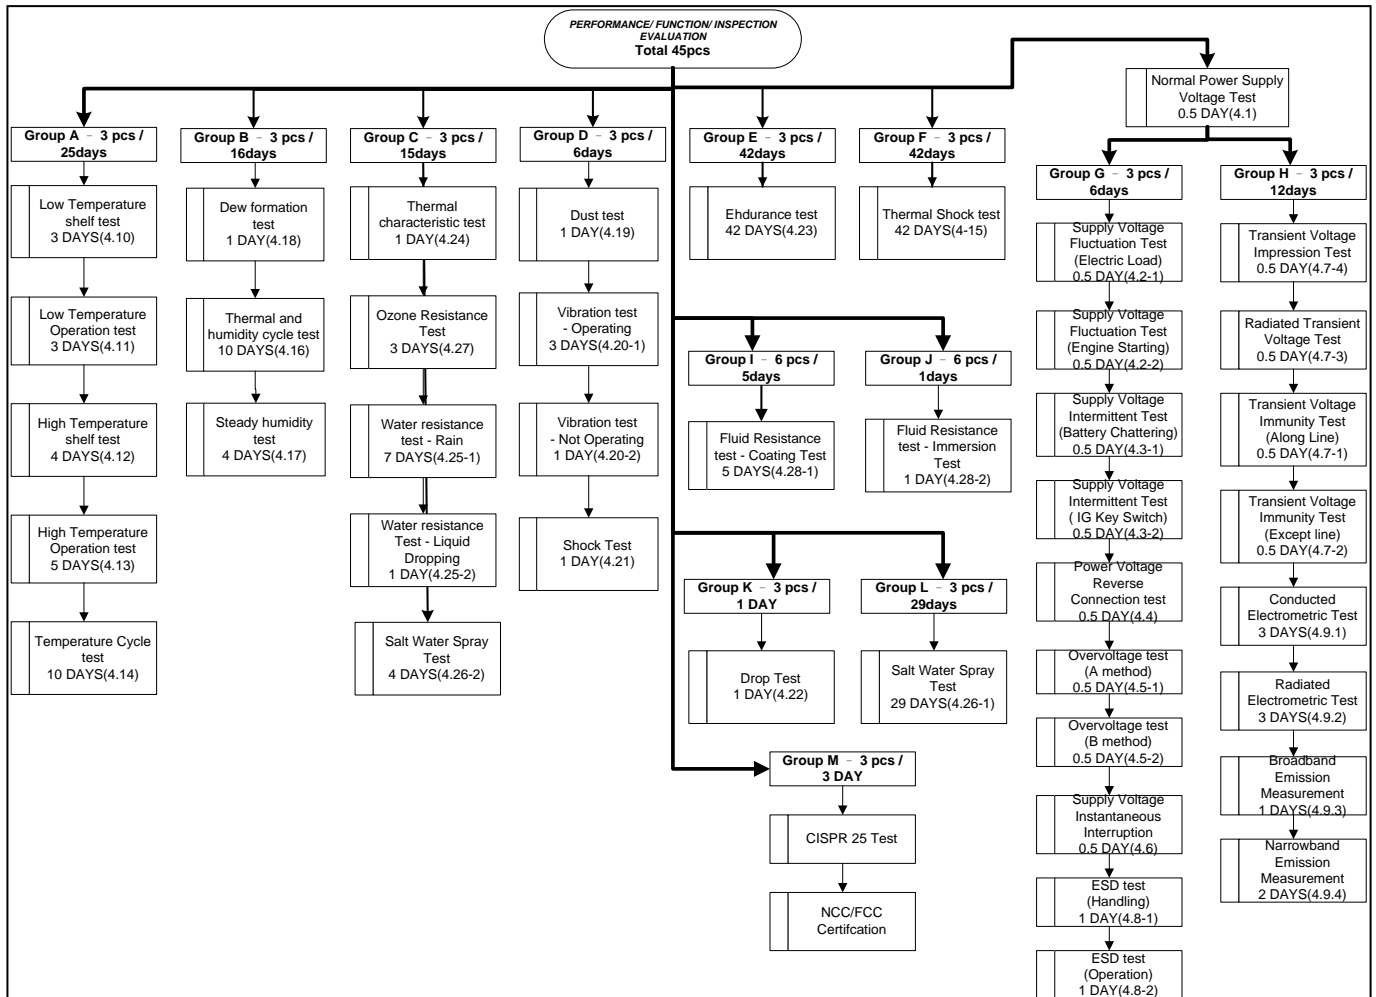 PERFORMANCE/ FUNCTION/ INSPECTION
EVALUATION
Total 45pcs
Normal Power Supply
Voltage Test
0.5 DAY(4.1)
Group A - 3 pcs /
25days
Low Temperature
shelf test
3 DAYS(4.10)
Low Temperature
Operation test
3 DAYS(4.11)
High Temperature
shelf test
4 DAYS(4.12)
High Temperature
Operation test
5 DAYS(4.13)
Temperature Cycle
test
10 DAYS(4.14)
Group B - 3 pcs /
16days
Dew formation
test
1 DAY(4.18)
Thermal and
humidity cycle test
10 DAYS(4.16)
Steady humidity
test
4 DAYS(4.17)
Group C - 3 pcs /
15days
Thermal
characteristic test
1 DAY(4.24)
Ozone Resistance
Test
3 DAYS(4.27)
Water resistance
test - Rain
7 DAYS(4.25-1)
Water resistance
Test - Liquid
Dropping
1 DAY(4.25-2)
Salt Water Spray
Test
4 DAYS(4.26-2)
Group D - 3 pcs /
6days
Dust test
1 DAY(4.19)
Vibration test
- Operating
3 DAYS(4.20-1)
Vibration test
- Not Operating
1 DAY(4.20-2)
Shock Test
1 DAY(4.21)
Group E - 3 pcs /
42days
Ehdurance test
42 DAYS(4.23)
Group F - 3 pcs /
42days
Thermal Shock test
42 DAYS(4-15)
Group I - 6 pcs /
5days
Fluid Resistance
test - Coating Test
5 DAYS(4.28-1)
Group J - 6 pcs /
1days
Fluid Resistance
test - Immersion
Test
1 DAY(4.28-2)
Group K - 3 pcs /
1 DAY
Drop Test
1 DAY(4.22)
Group L - 3 pcs /
29days
Salt Water Spray
Test
29 DAYS(4.26-1)
Group M - 3 pcs /
3 DAY
CISPR 25 Test
NCC/FCC
Certifcation
Group G - 3 pcs /
6days
Supply Voltage
Fluctuation Test
(Electric Load)
0.5 DAY(4.2-1)
Supply Voltage
Fluctuation Test
(Engine Starting)
0.5 DAY(4.2-2)
Supply Voltage
Intermittent Test
(Battery Chattering)
0.5 DAY(4.3-1)
Supply Voltage
Intermittent Test
( IG Key Switch)
0.5 DAY(4.3-2)
Power Voltage
Reverse
Connection test
0.5 DAY(4.4)
Overvoltage test
(A method)
0.5 DAY(4.5-1)
Overvoltage test
(B method)
0.5 DAY(4.5-2)
Supply Voltage
Instantaneous
Interruption
0.5 DAY(4.6)
ESD test
(Handling)
1 DAY(4.8-1)
ESD test
(Operation)
1 DAY(4.8-2)
Group H - 3 pcs /
12days
Transient Voltage
Impression Test
0.5 DAY(4.7-4)
Radiated Transient
Voltage Test
0.5 DAY(4.7-3)
Transient Voltage
Immunity Test
(Along Line)
0.5 DAY(4.7-1)
Transient Voltage
Immunity Test
(Except line)
0.5 DAY(4.7-2)
Conducted
Electrometric Test
3 DAYS(4.9.1)
Radiated
Electrometric Test
3 DAYS(4.9.2)
Broadband
Emission
Measurement
1 DAYS(4.9.3)
Narrowband
Emission
Measurement
2 DAYS(4.9.4)